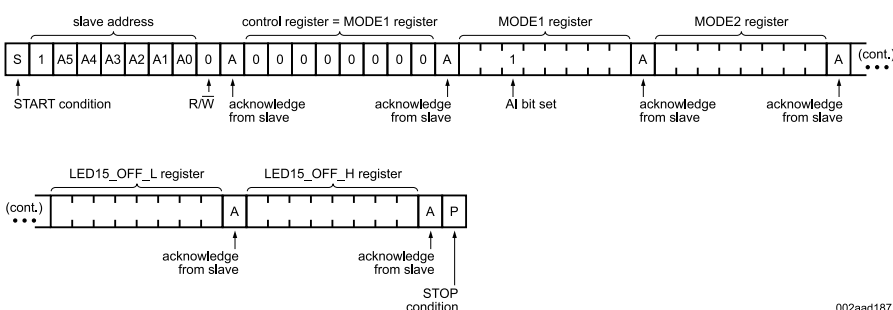 slave address control register = MODE1 register MODE1 register MODE2 register
S 1 A5 A4 A3 A2 A1 A0 0 A 0 0 0 0 0 0 0 0 A 1 A A (cont.)
START condition R/W acknowledge from slave acknowledge from slave AI bit set acknowledge from slave acknowledge from slave
LED15_OFF_L register LED15_OFF_H register
(cont.) A A P
acknowledge from slave acknowledge from slave
STOP condition
002aad187